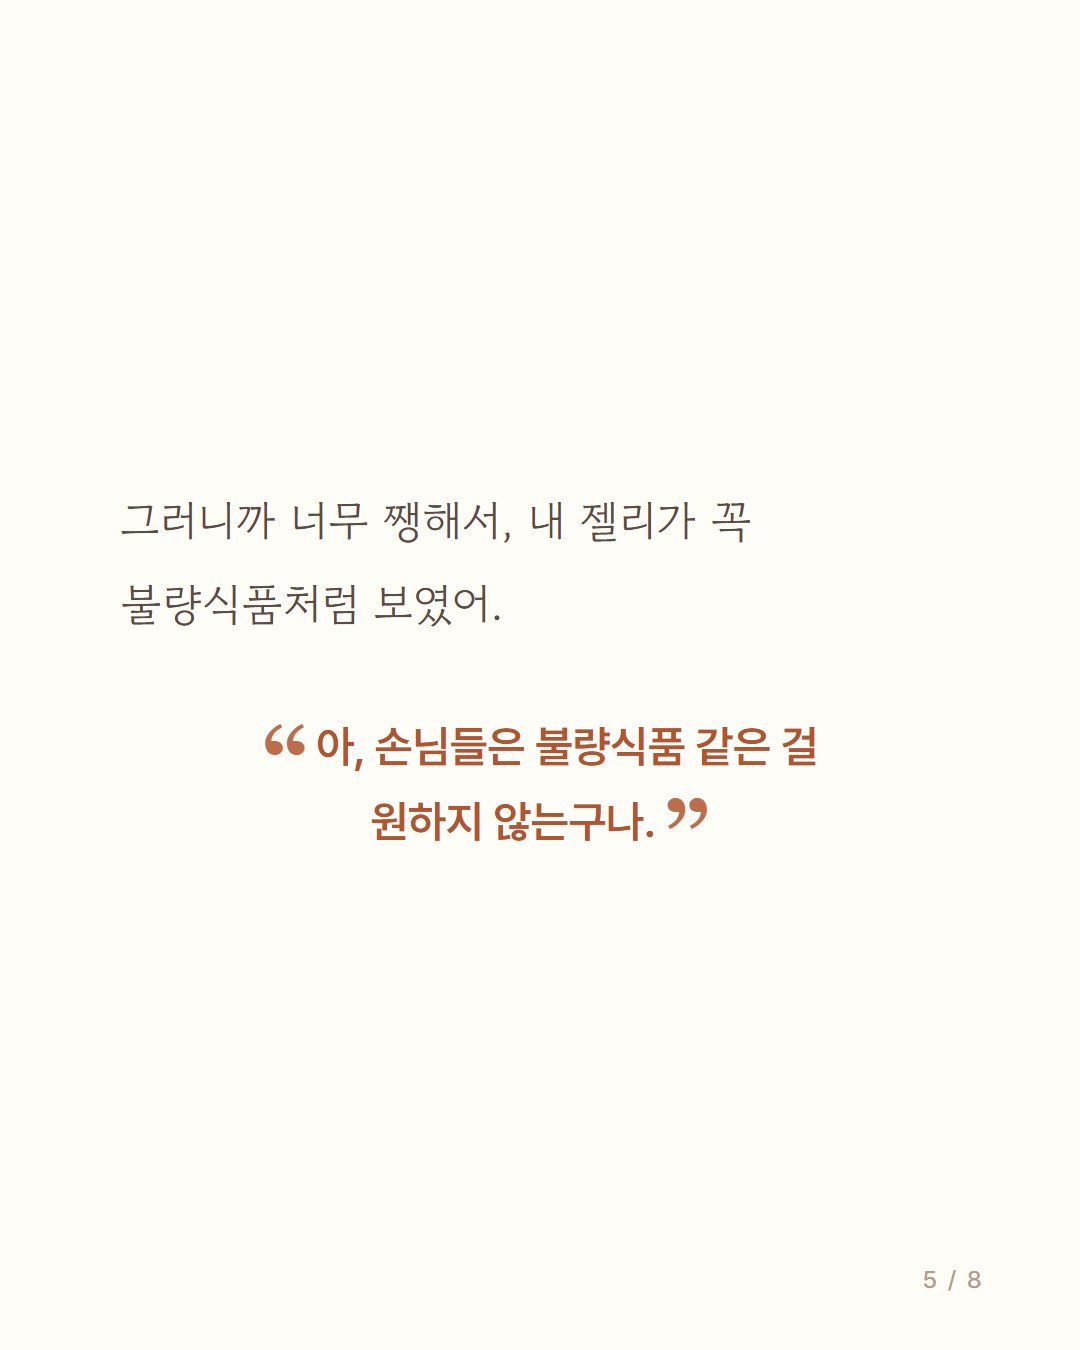 그러니까 너무 쨍해서, 내 젤리가 꼭
불량식품처럼 보였어.
“아, 손님들은 불량식품 같은 걸
원하지 않는구나.”
5 / 8